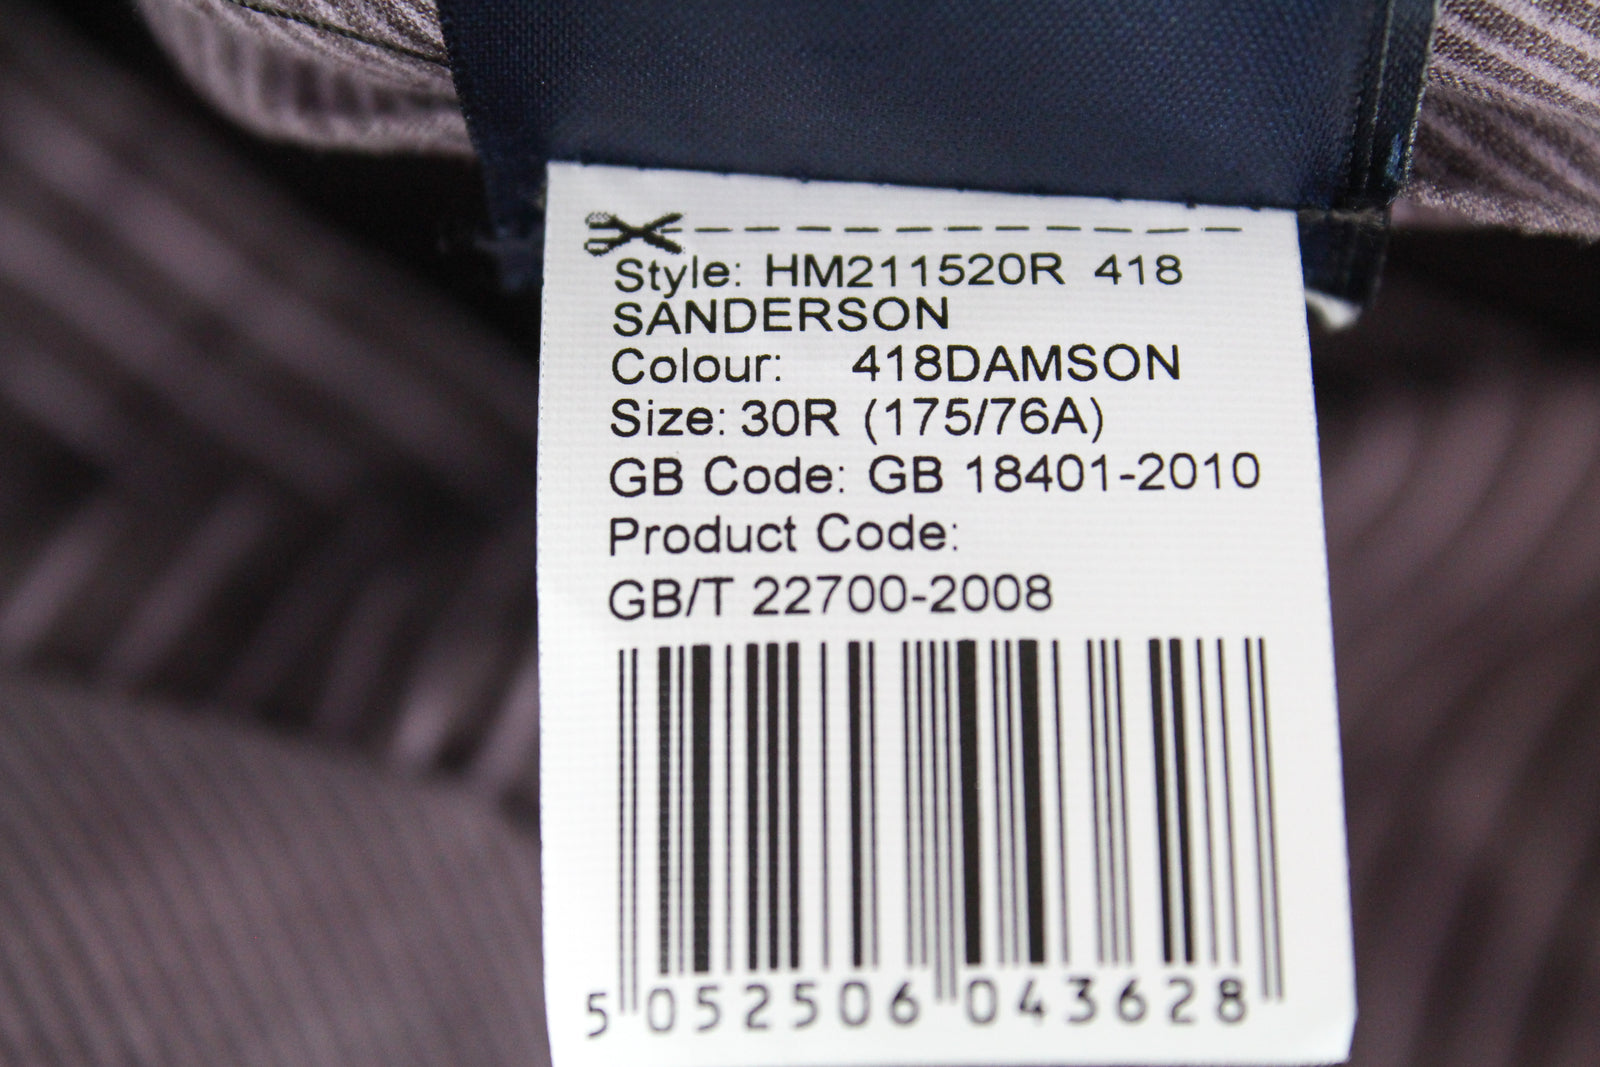 Style: HM211520R 418
SANDERSON
Colour: 418DAMSON
Size: 30R (175/76A)
GB Code: GB 18401-2010
Product Code:
GB/T 22700-2008
5 052506 043628